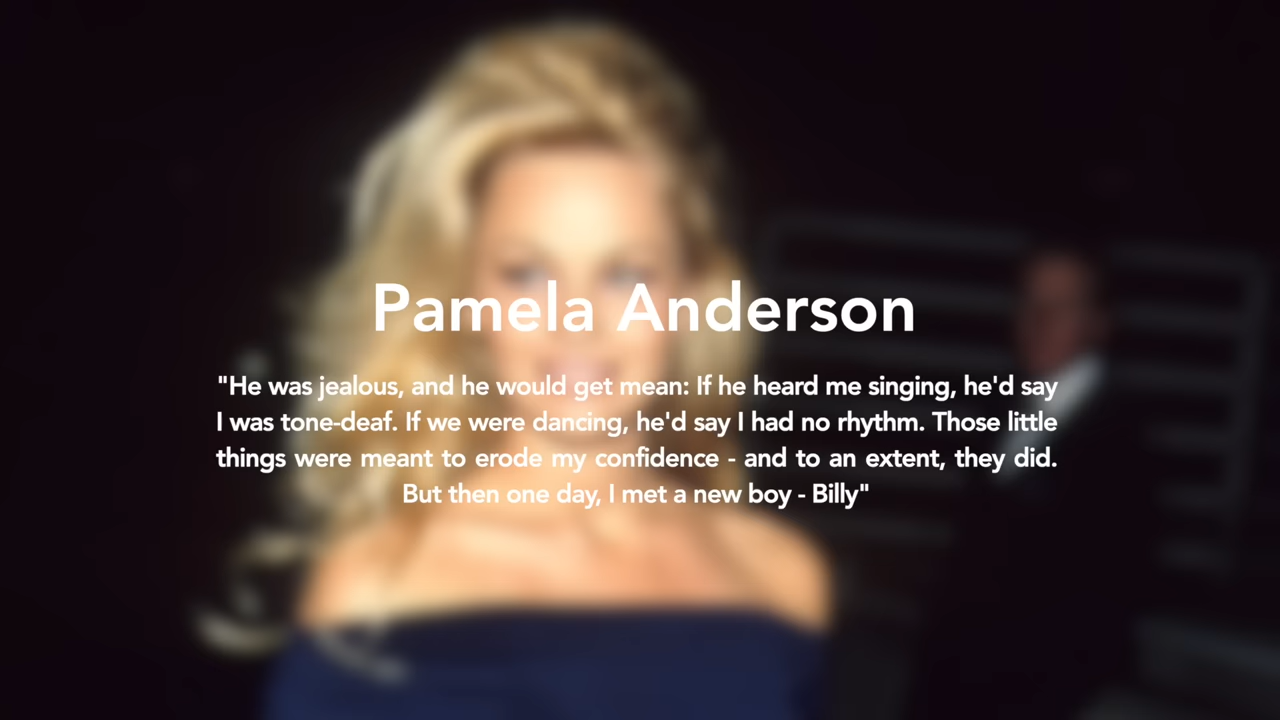 Pamela Anderson
"He was jealous, and he would get mean: If he heard me singing, he'd say
I was tone-deaf. If we were dancing, he'd say I had no rhythm. Those little
things were meant to erode my confidence - and to an extent, they did.
But then one day, I met a new boy - Billy"